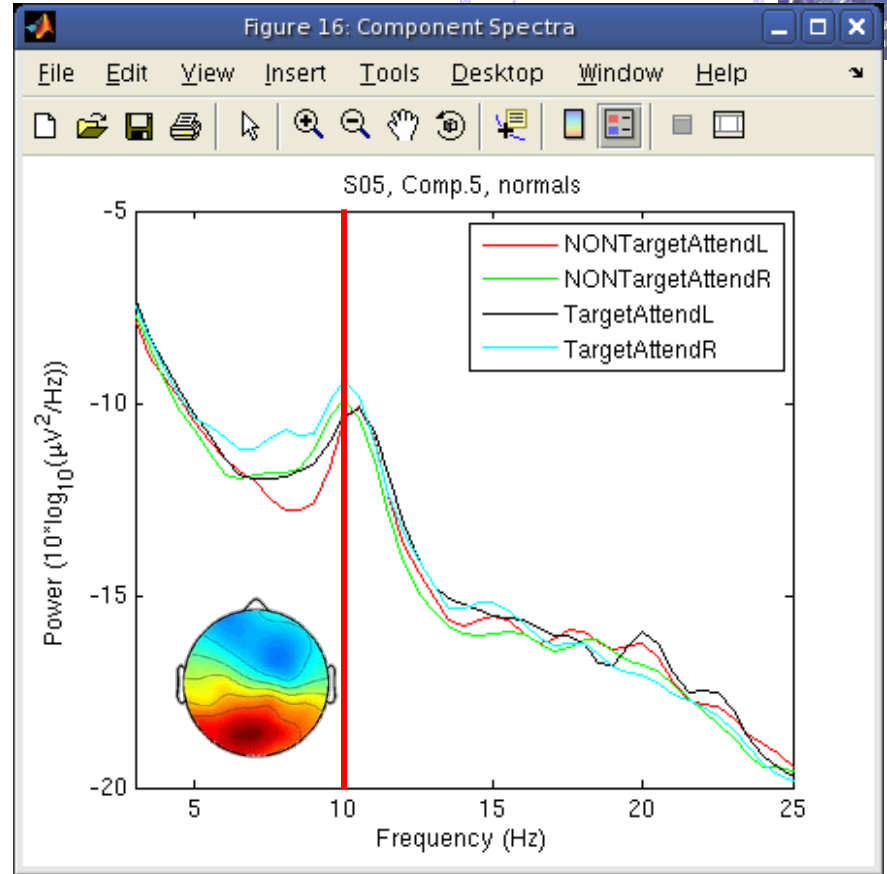 Figure 16: Component Spectra
File Edit View Insert Tools Desktop Window Help
S05, Comp.5, normals
-5
-10
-15
-20
Power (10*log10(µV2/Hz))
NONTargetAttendL
NONTargetAttendR
TargetAttendL
TargetAttendR
5 10 15 20 25
Frequency (Hz)